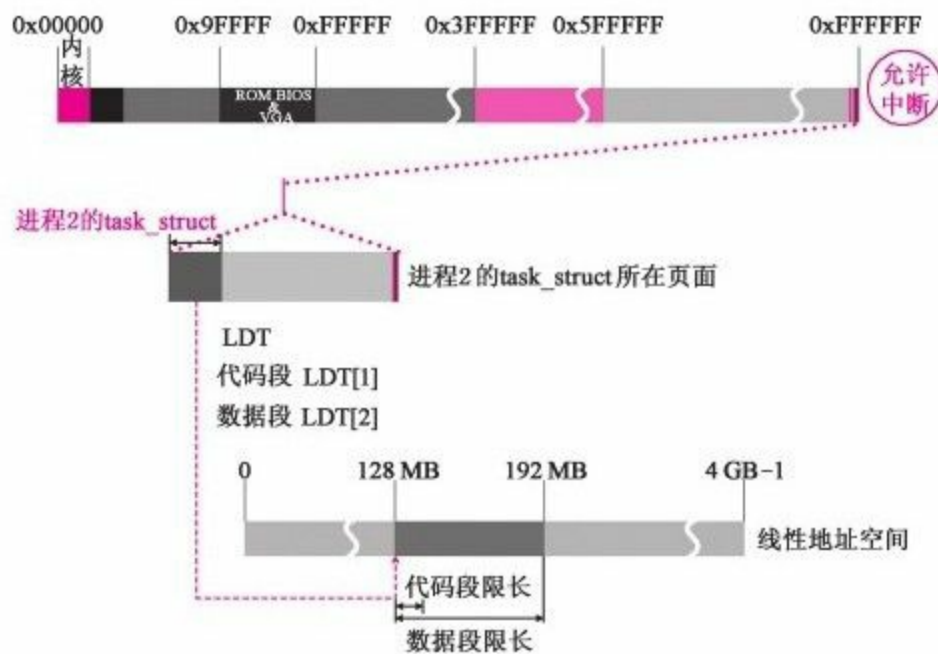 0x00000 0x9FFFF 0xFFFFF 0x3FFFFF 0x5FFFFF 0xFFFFFF
内核
ROM BIOS
&
VGA
允许
中断
进程2的task_struct
进程2的task_struct所在页面
LDT
代码段 LDT[1]
数据段 LDT[2]
0 128 MB 192 MB 4 GB-1
线性地址空间
代码段限长
数据段限长